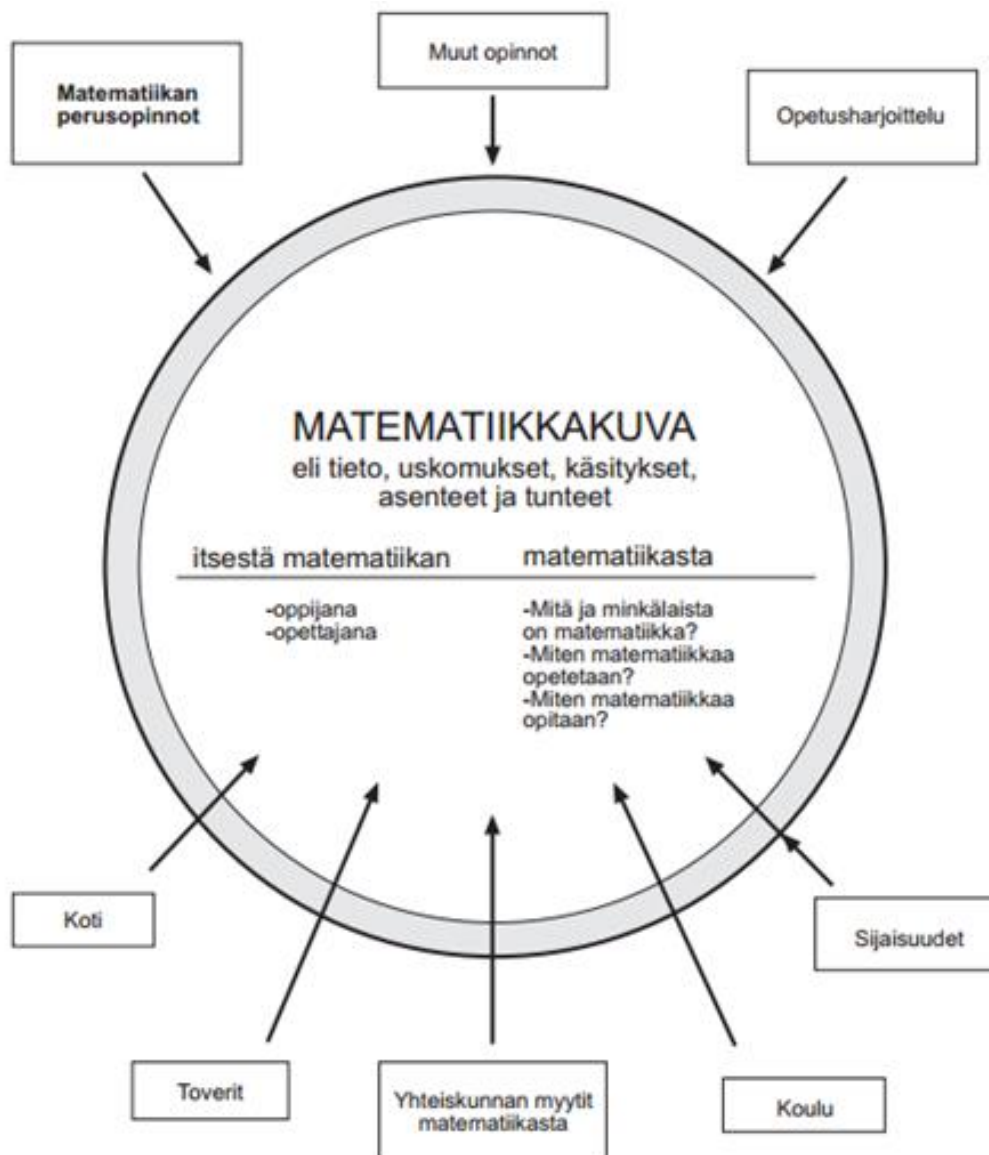 Muut opinnot
Matematiikan
perusopinnot
Opetusharjoittelu
MATEMATIIKKAKUVA
eli tieto, uskomukset, käsitykset,
asenteet ja tunteet
itsestä matematiikan
-oppijana
-opettajana
matematiikasta
-Mitä ja minkälaista
on matematiikka?
-Miten matematiikkaa
opetetaan?
-Miten matematiikkaa
opitaan?
Koti
Sijaisuudet
Toverit
Yhteiskunnan myytit
matematiikasta
Koulu